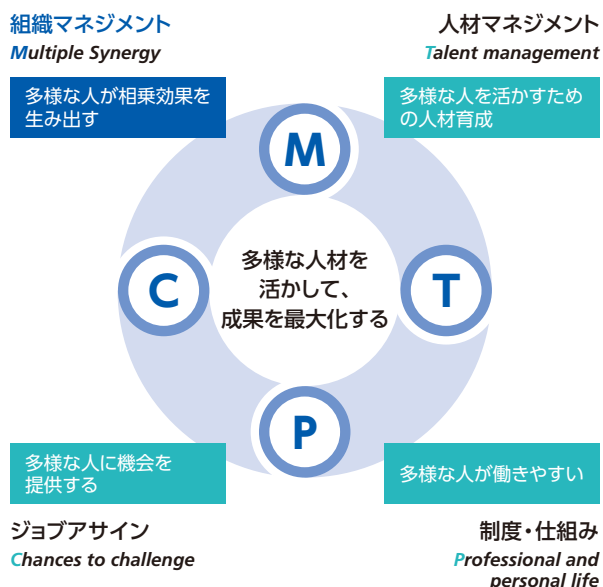 組織マネジメント
Multiple Synergy
多様な人が相乗効果を
生み出す
人材マネジメント
Talent management
多様な人を活かすため
の人材育成
M
C
多様な人材を
活かして、
成果を最大化する
T
P
多様な人に機会を
提供する
ジョブアサイン
Chances to challenge
多様な人が働きやすい
制度・仕組み
Professional and
personal life